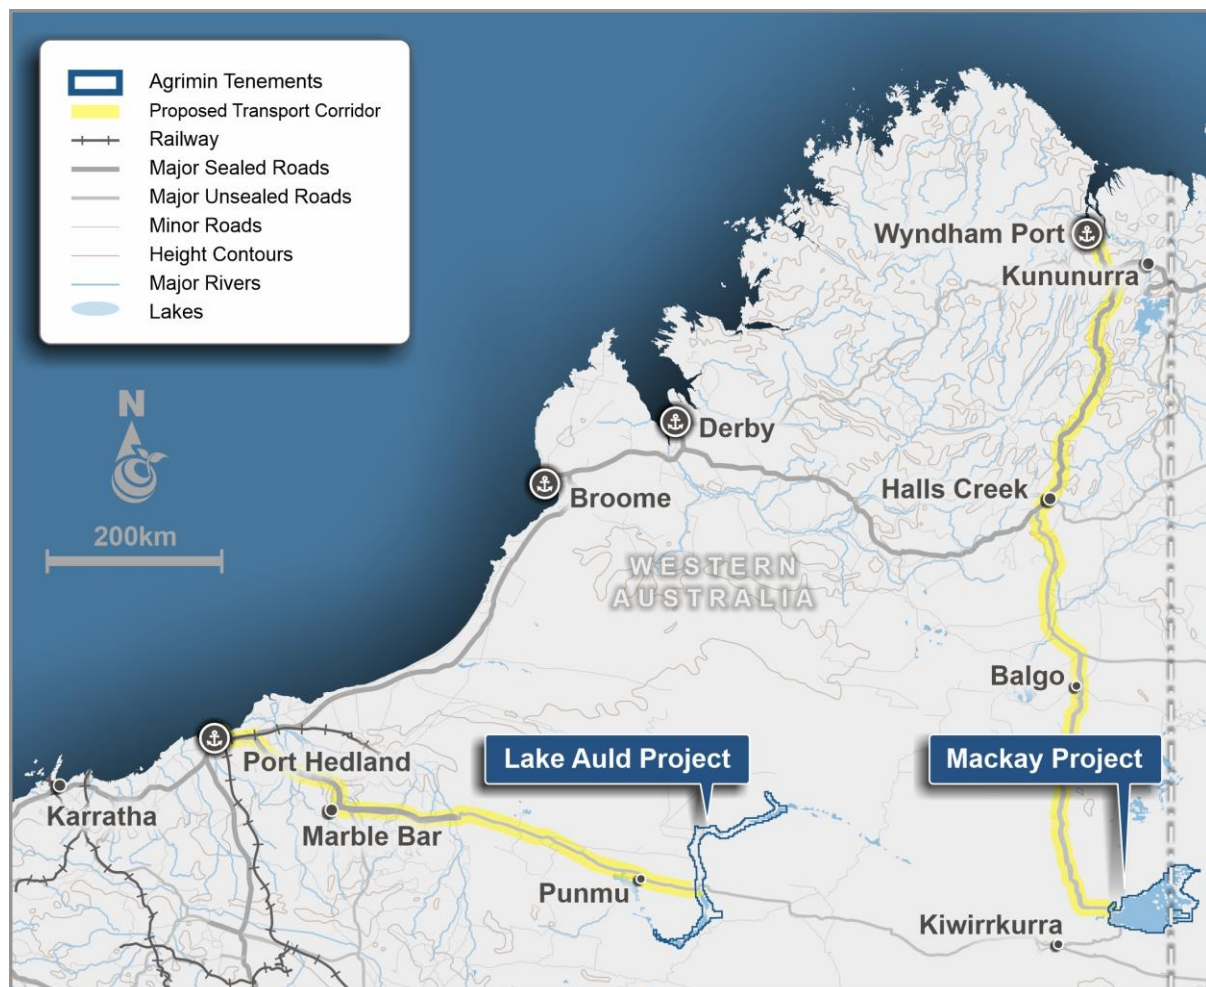 Agrimin Tenements
Proposed Transport Corridor
Railway
Major Sealed Roads
Major Unsealed Roads
Minor Roads
Height Contours
Major Rivers
Lakes
N
200km
Wyndham Port
Kununurra
Derby
Broome
Halls Creek
WESTERN
AUSTRALIA
Balgo
Port Hedland
Lake Auld Project
Mackay Project
Karratha
Marble Bar
Punmu
Kiwirrkurra